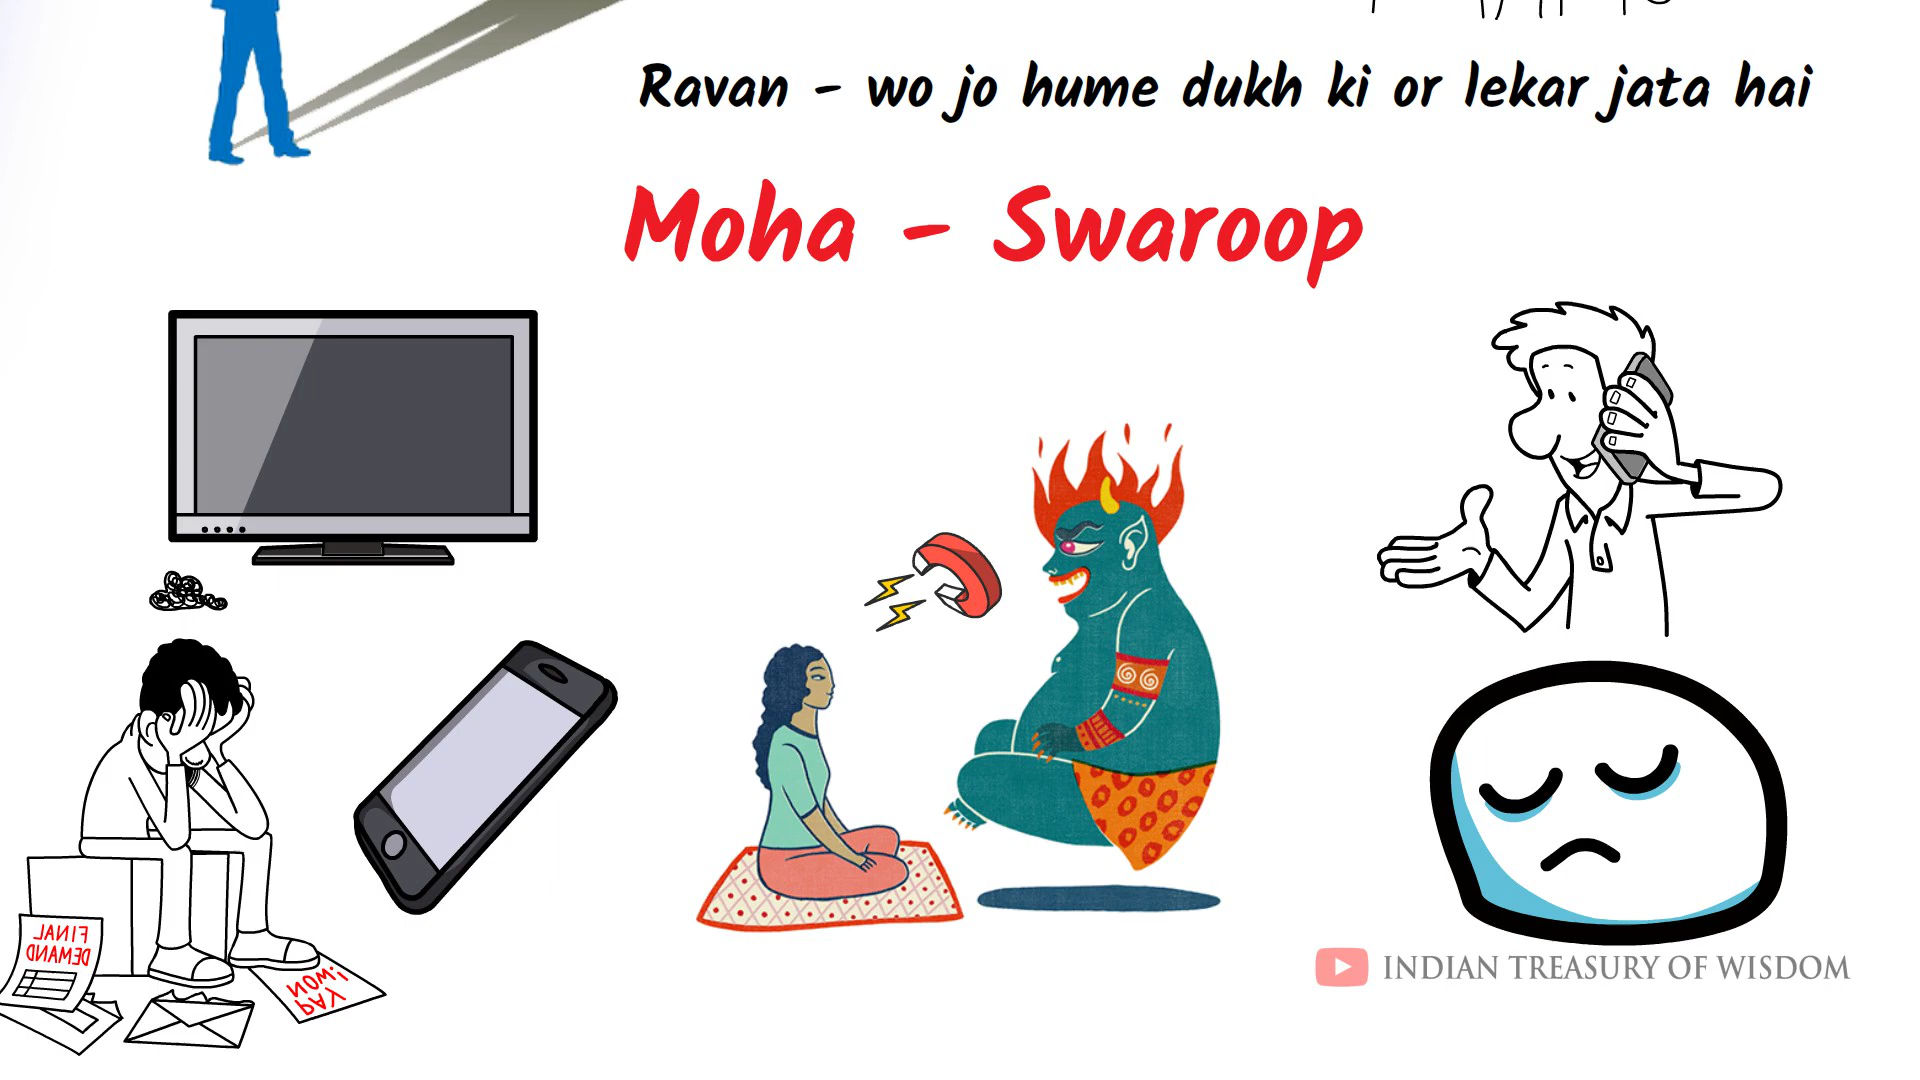 Ravan - wo jo hume dukh ki or lekar jata hai
Moha - Swaroop
FINAL
DEMAND
PAY
NOW!
INDIAN TREASURY OF WISDOM